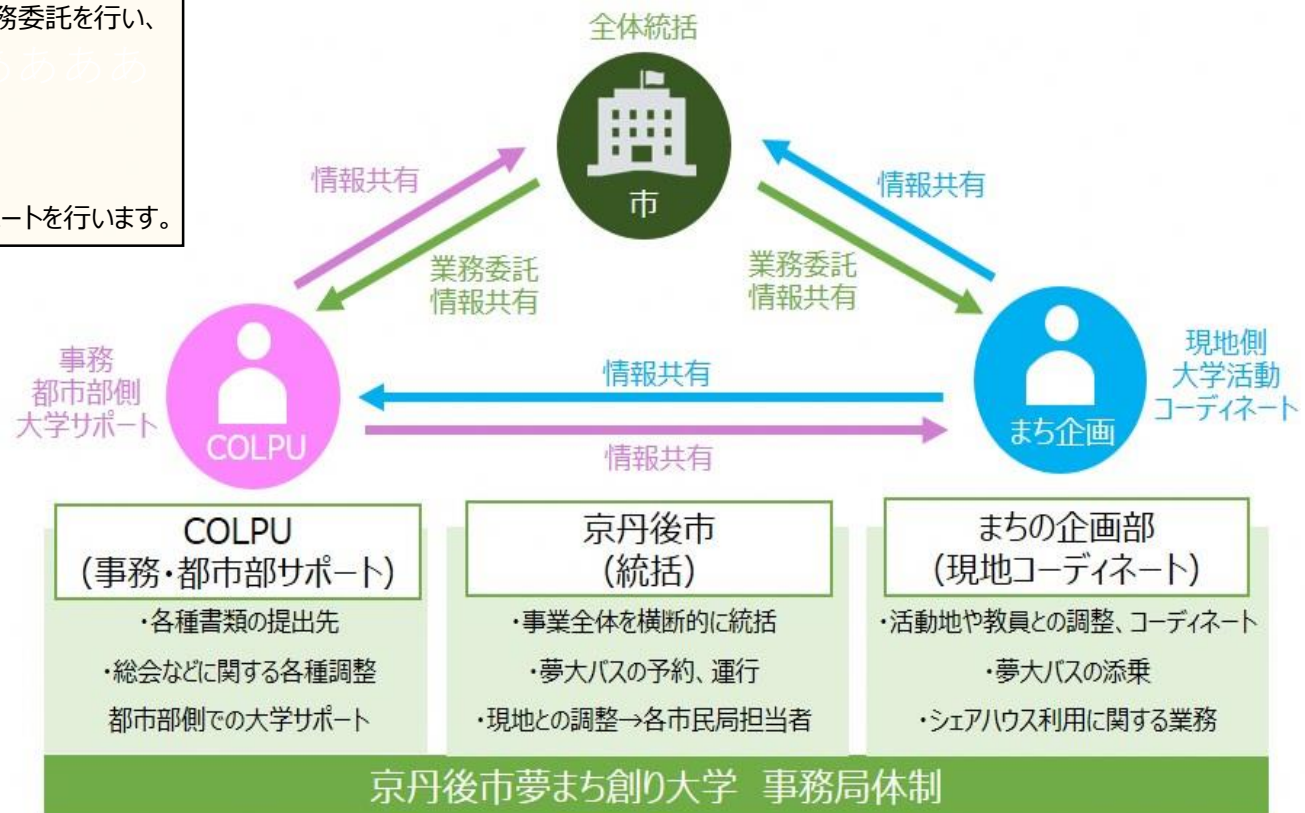 務委託を行い、
ああああ
ートを行います。
全体統括
市
情報共有
情報共有
業務委託
情報共有
業務委託
情報共有
事務
都市部側
大学サポート
COLPU
情報共有
情報共有
まち企画
現地側
大学活動
コーディネート
COLPU
(事務・都市部サポート)
・各種書類の提出先
・総会などに関する各種調整
都市部側での大学サポート
京丹後市
(統括)
・事業全体を横断的に統括
・夢大バスの予約、運行
・現地との調整→各市民局担当者
まちの企画部
(現地コーディネート)
・活動地や教員との調整、コーディネート
・夢大バスの添乗
・シェアハウス利用に関する業務
京丹後市夢まち創り大学 事務局体制